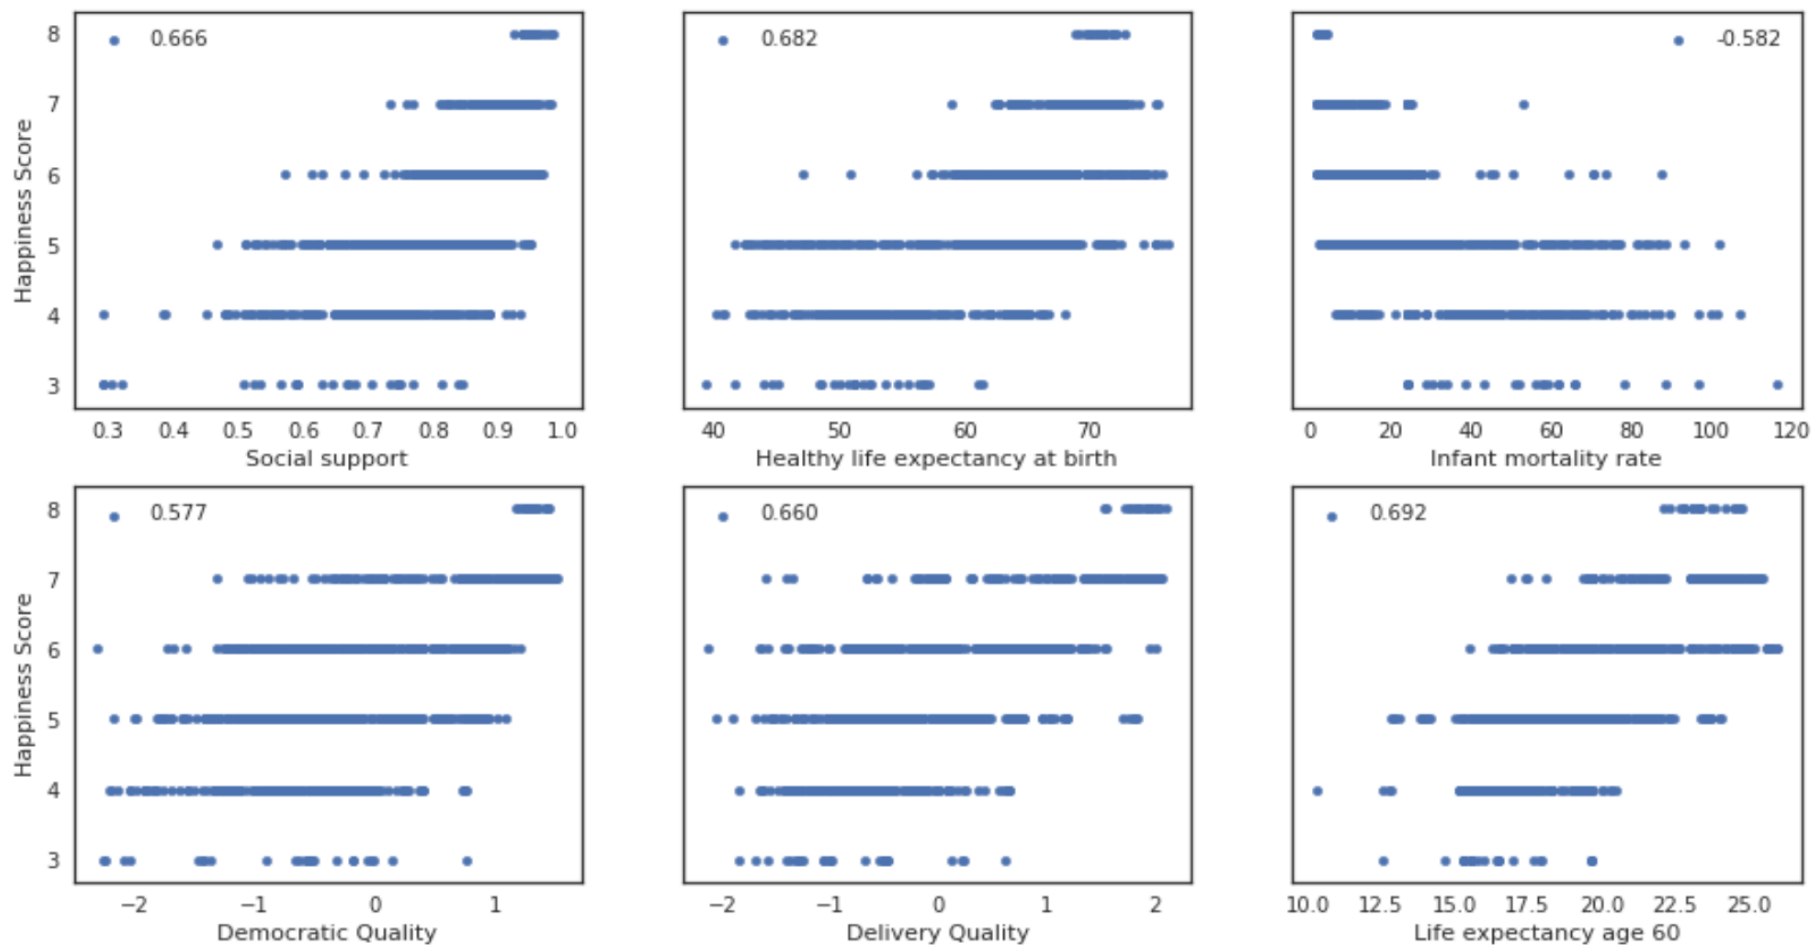 0.666
0.682
-0.582
8
7
6
5
4
3
Happiness Score
0.3 0.4 0.5 0.6 0.7 0.8 0.9 1.0
Social support
40 50 60 70
Healthy life expectancy at birth
0 20 40 60 80 100 120
Infant mortality rate
0.577
0.660
0.692
8
7
6
5
4
3
Happiness Score
−2 −1 0 1
Democratic Quality
−2 −1 0 1 2
Delivery Quality
10.0 12.5 15.0 17.5 20.0 22.5 25.0
Life expectancy age 60